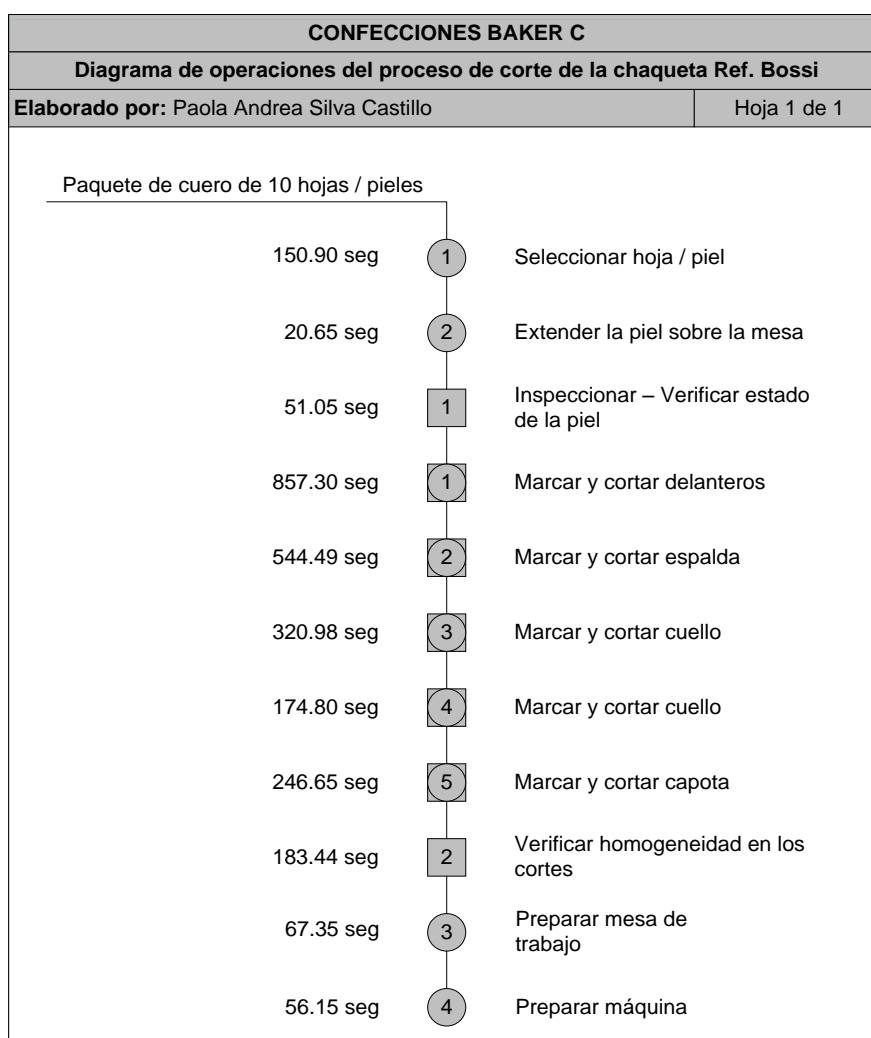 CONFECCIONES BAKER C
Diagrama de operaciones del proceso de corte de la chaqueta Ref. Bossi
Elaborado por: Paola Andrea Silva Castillo Hoja 1 de 1
Paquete de cuero de 10 hojas / pieles
150.90 seg 1 Seleccionar hoja / piel
20.65 seg 2 Extender la piel sobre la mesa
51.05 seg 1 Inspeccionar – Verificar estado
de la piel
857.30 seg 1 Marcar y cortar delanteros
544.49 seg 2 Marcar y cortar espalda
320.98 seg 3 Marcar y cortar cuello
174.80 seg 4 Marcar y cortar cuello
246.65 seg 5 Marcar y cortar capota
183.44 seg 2 Verificar homogeneidad en los
cortes
67.35 seg 3 Preparar mesa de
trabajo
56.15 seg 4 Preparar máquina